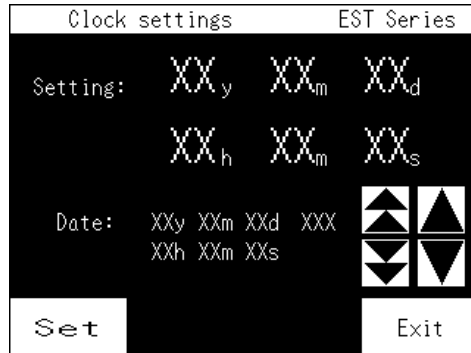 Clock settings EST Series
Setting: XXy XXm XXd
XXh XXm XXs
Date: XXy XXm XXd XXX
XXh XXm XXs
Set Exit